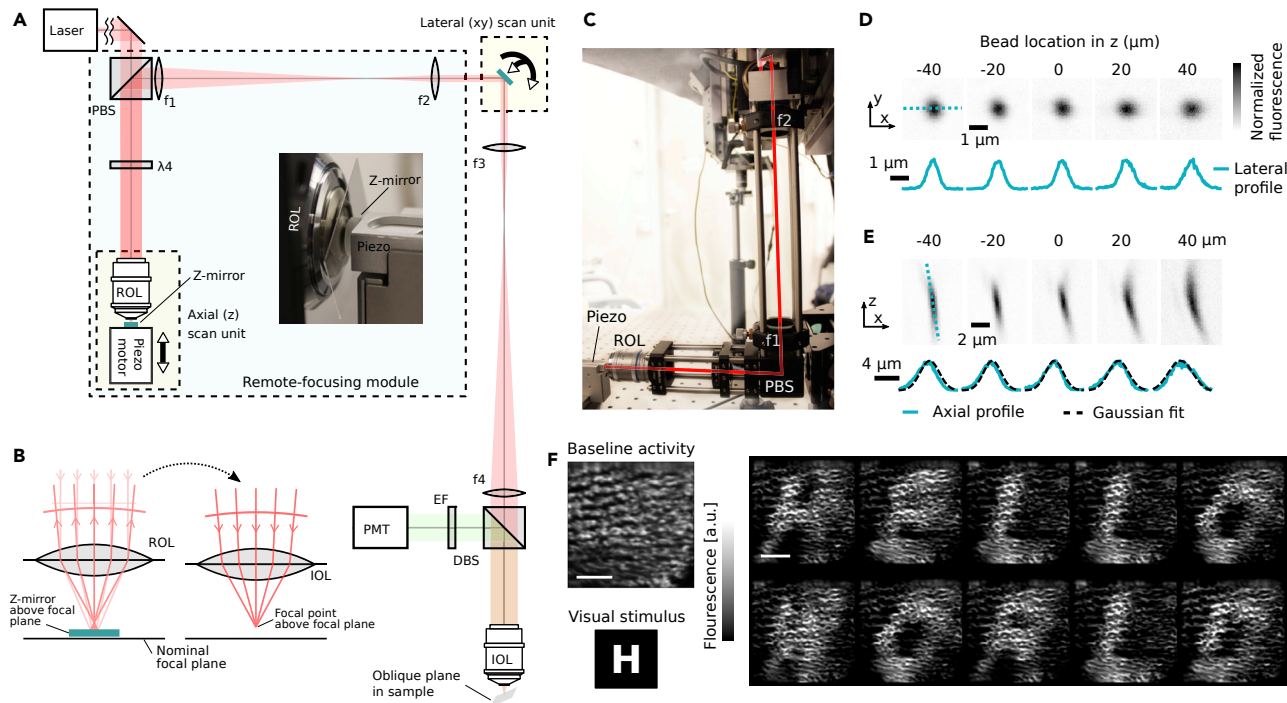 A
Laser
PBS
f1
f2
Lateral (xy) scan unit
λ4
f3
Z-mirror
ROL
Piezo
ROL
Z-mirror
Axial (z)
scan unit
Piezo
motor
Remote-focusing module
f4
EF
PMT
DBS
IOL
Oblique plane
in sample
B
ROL
IOL
Z-mirror
above focal
plane
Focal point
above focal plane
Nominal
focal plane
C
f2
Piezo
ROL
f1
PBS
D
Bead location in z (µm)
-40 -20 0 20 40
y
x
1 µm
Normalized
fluorescence
1 µm
Lateral
profile
E
-40 -20 0 20 40 µm
z
x
2 µm
4 µm
Axial profile Gaussian fit
F
Baseline activity
Visual stimulus
H
Flourescence [a.u.]
H E L L O
W O R L D